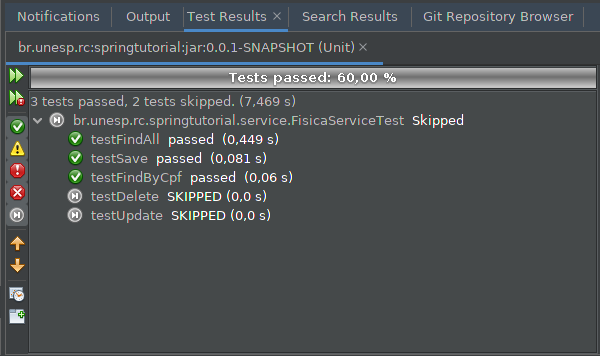 Notifications Output Test Results × Search Results Git Repository Browser
br.unesp.rc:springtutorial:jar:0.0.1-SNAPSHOT (Unit) ×
Tests passed: 60,00 %
3 tests passed, 2 tests skipped. (7,469 s)
br.unesp.rc.springtutorial.service.FisicaServiceTest Skipped
testFindAll passed (0,449 s)
testSave passed (0,081 s)
testFindByCpf passed (0,06 s)
testDelete SKIPPED (0,0 s)
testUpdate SKIPPED (0,0 s)